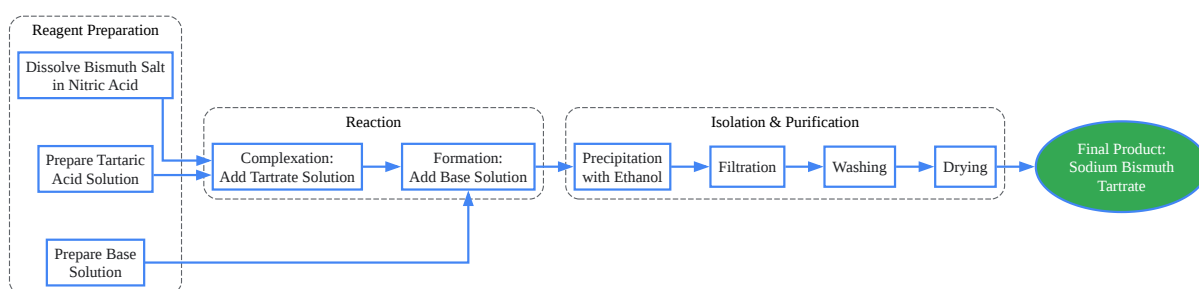 Reagent Preparation
Dissolve Bismuth Salt
in Nitric Acid
Prepare Tartaric
Acid Solution
Prepare Base
Solution
Reaction
Complexation:
Add Tartrate Solution
Formation:
Add Base Solution
Isolation & Purification
Precipitation
with Ethanol
Filtration
Washing
Drying
Final Product:
Sodium Bismuth
Tartrate